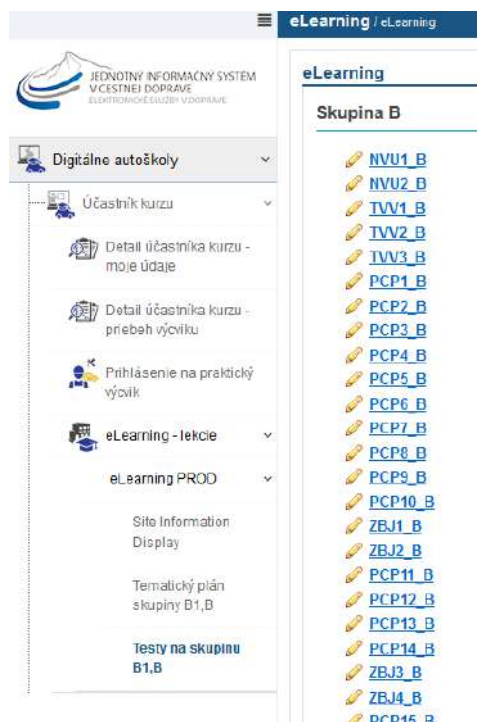 eLearning / eLearning
JEDNOTNÝ INFORMAČNÝ SYSTÉM
V CESTNEJ DOPRAVE
ELEKTRONICKÉ SLUŽBY V DOPRAVE
Digitálne autoškoly
Účastník kurzu
Detail účastníka kurzu -
moje údaje
Detail účastníka kurzu -
priebeh výcviku
Prihlásenie na praktický
výcvik
eLearning - lekcie
eLearning PROD
Site Information
Display
Tematický plán
skupiny B1,B
Testy na skupinu
B1,B
eLearning
Skupina B
NVU1_B
NVU2_B
TVV1_B
TVV2_B
TVV3_B
PCP1_B
PCP2_B
PCP3_B
PCP4_B
PCP5_B
PCP6_B
PCP7_B
PCP8_B
PCP9_B
PCP10_B
ZBJ1_B
ZBJ2_B
PCP11_B
PCP12_B
PCP13_B
PCP14_B
ZBJ3_B
ZBJ4_B
PCP15_B